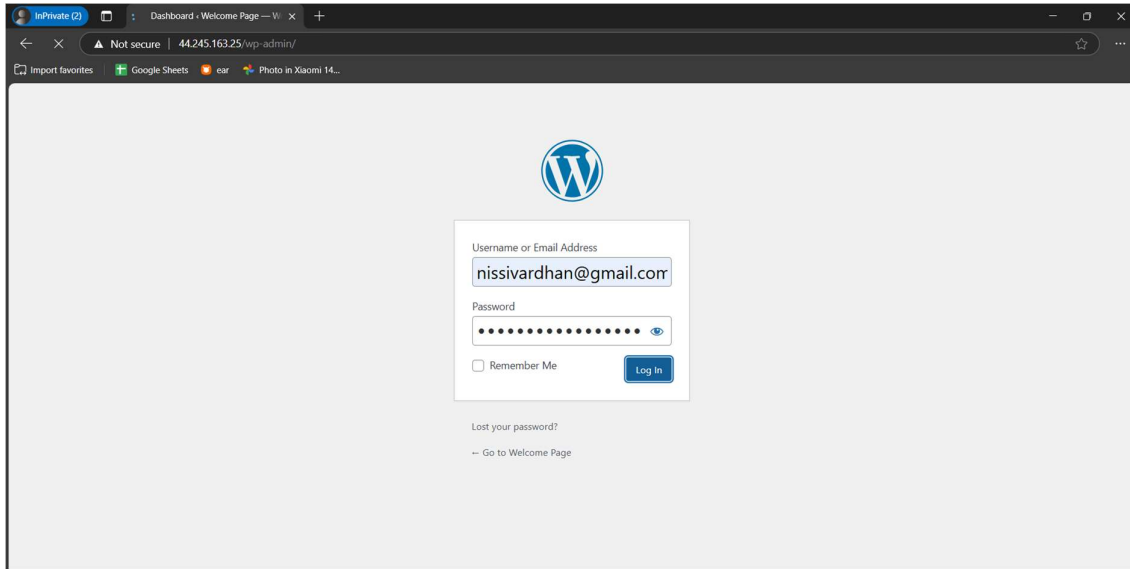 InPrivate (2)
Dashboard ‹ Welcome Page — W
Not secure | 44.245.163.25/wp-admin/
Import favorites
Google Sheets
ear
Photo in Xiaomi 14...
Username or Email Address
nissivardhan@gmail.com
Password
Remember Me
Log In
Lost your password?
← Go to Welcome Page